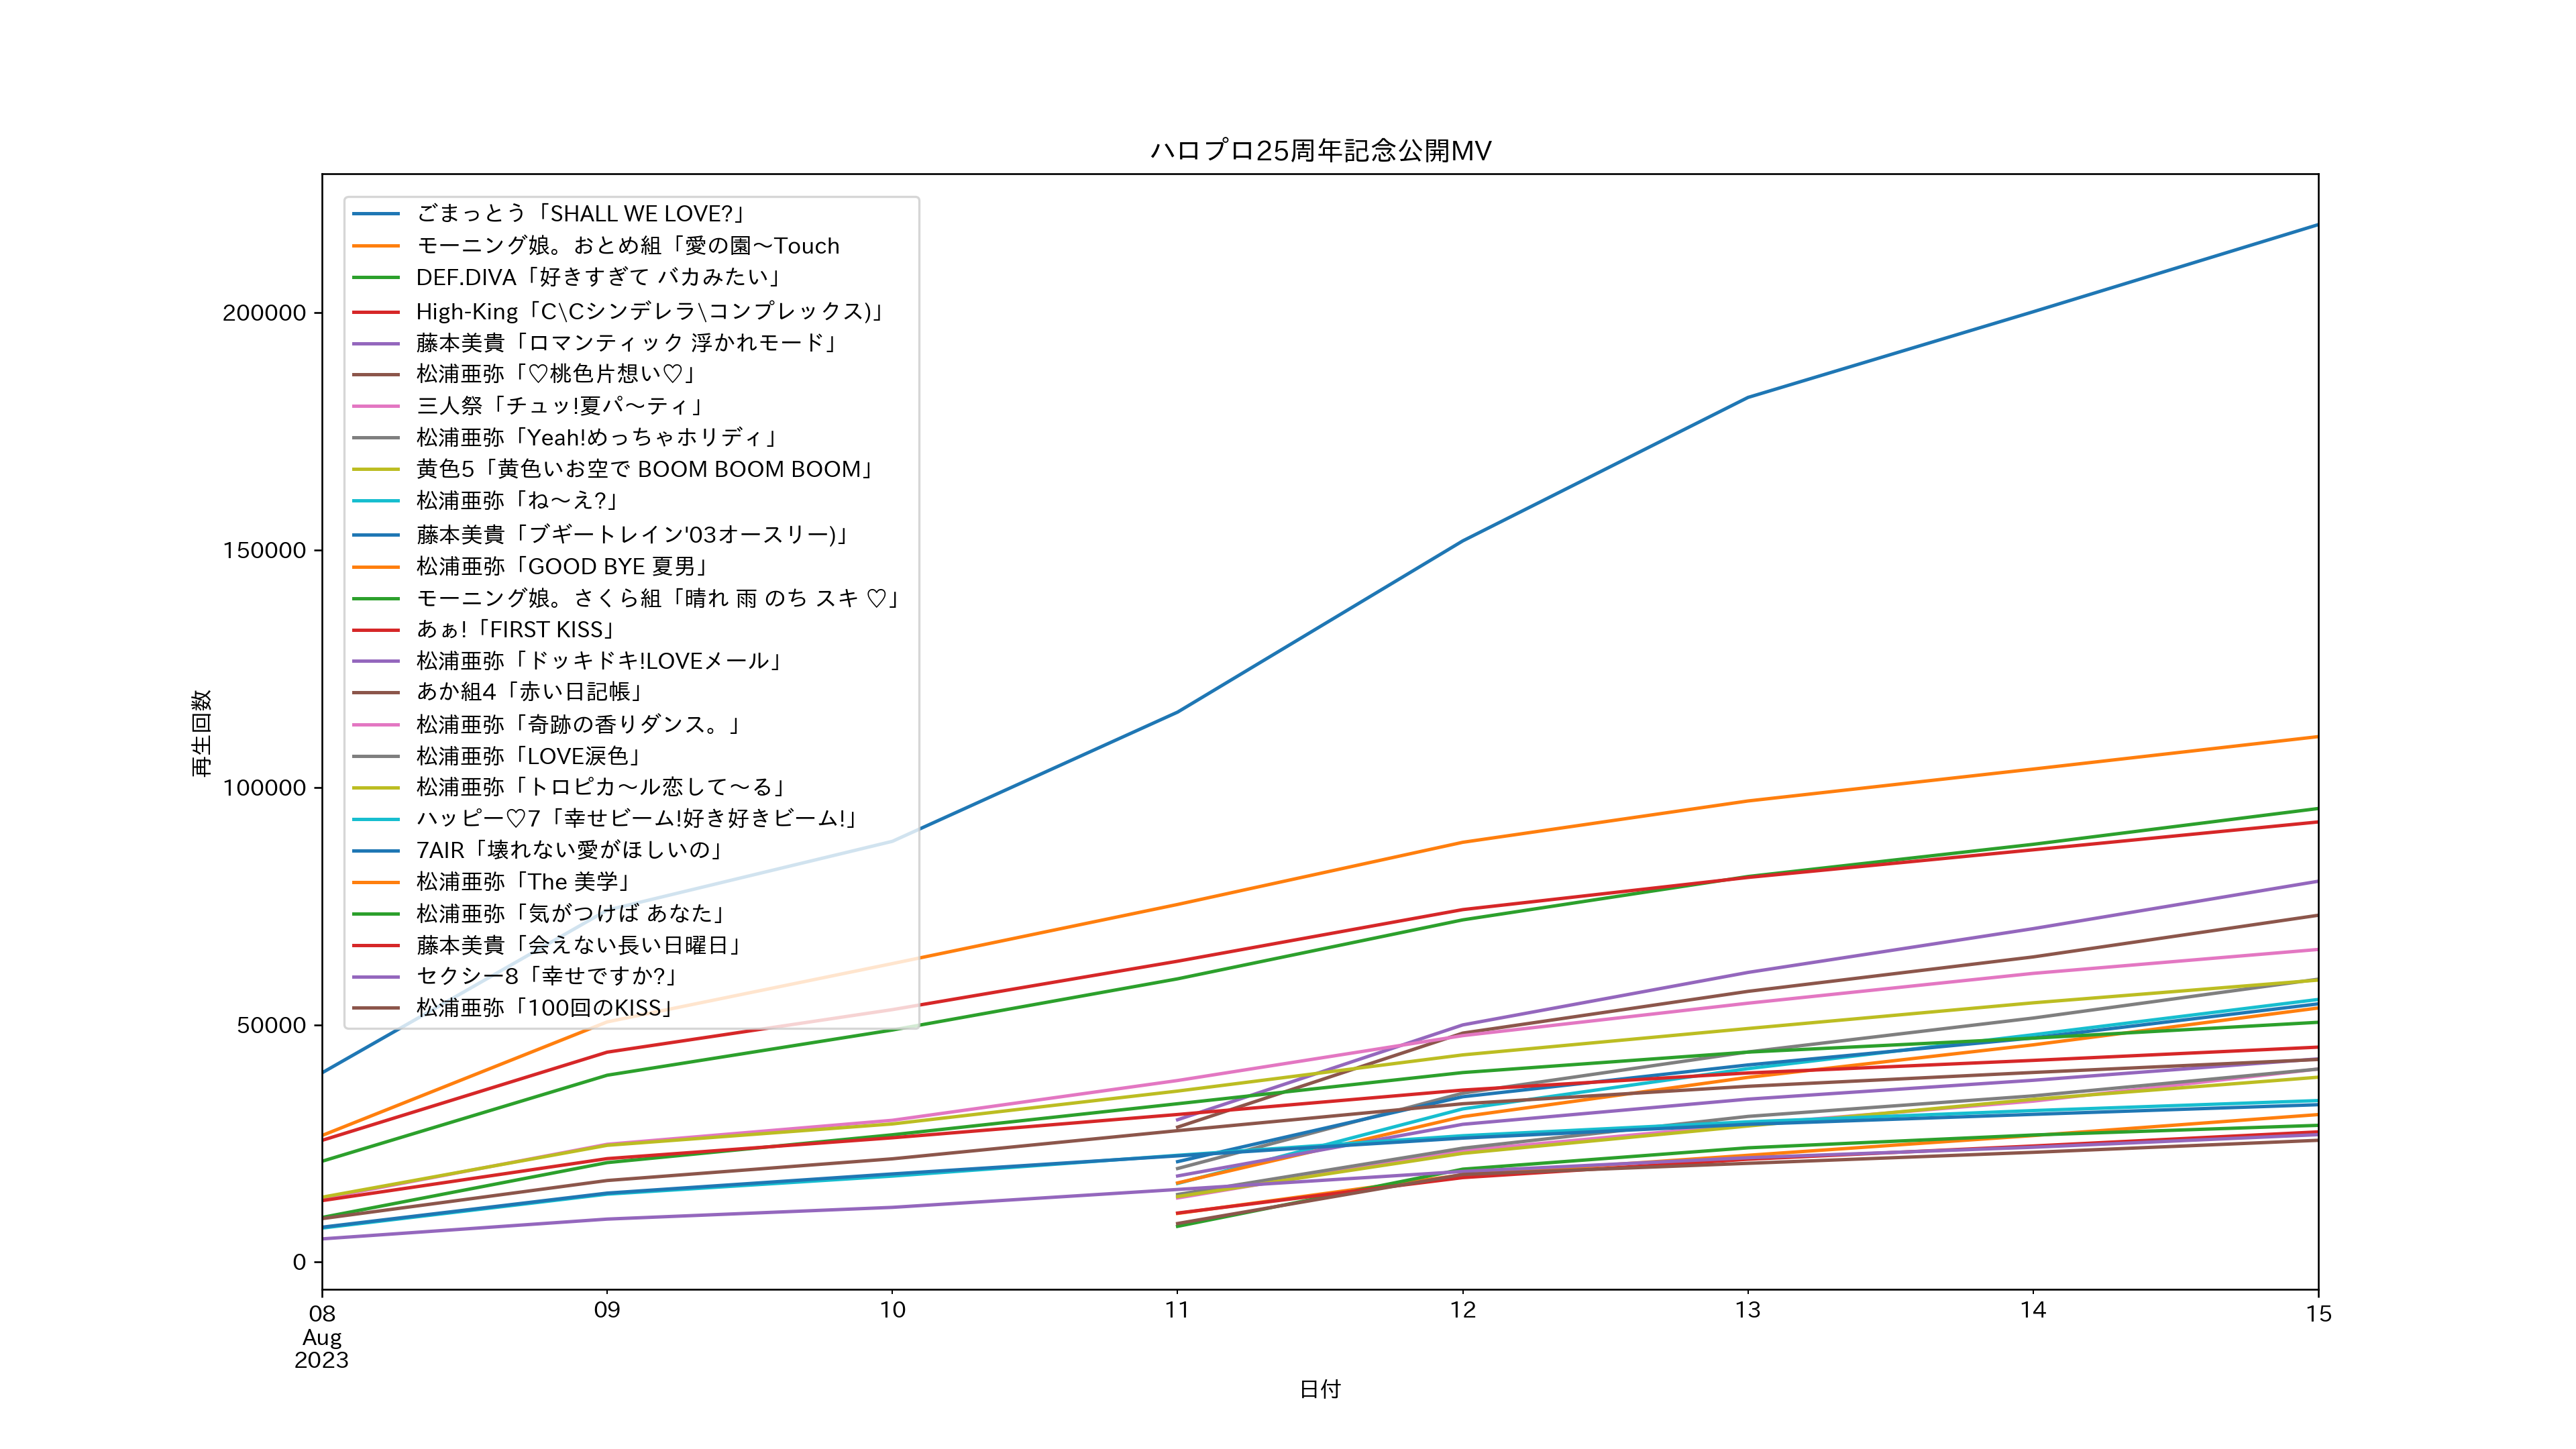 ハロプロ25周年記念公開MV
ごまっとう「SHALL WE LOVE?」
モーニング娘。おとめ組「愛の園〜Touch
DEF.DIVA「好きすぎて バカみたい」
High-King「C\Cシンデレラ\コンプレックス)」
藤本美貴「ロマンティック 浮かれモード」
松浦亜弥「♡桃色片想い♡」
三人祭「チュッ!夏パ〜ティ」
松浦亜弥「Yeah!めっちゃホリディ」
黄色5「黄色いお空で BOOM BOOM BOOM」
松浦亜弥「ね〜え?」
藤本美貴「ブギートレイン'03オースリー)」
松浦亜弥「GOOD BYE 夏男」
モーニング娘。さくら組「晴れ 雨 のち スキ ♡」
あぁ!「FIRST KISS」
松浦亜弥「ドッキドキ!LOVEメール」
あか組4「赤い日記帳」
松浦亜弥「奇跡の香りダンス。」
松浦亜弥「LOVE涙色」
松浦亜弥「トロピカ〜ル恋して〜る」
ハッピー♡7「幸せビーム!好き好きビーム!」
7AIR「壊れない愛がほしいの」
松浦亜弥「The 美学」
松浦亜弥「気がつけば あなた」
藤本美貴「会えない長い日曜日」
セクシー8「幸せですか?」
松浦亜弥「100回のKISS」
再生回数
200000
150000
100000
50000
0
08 09 10 11 12 13 14 15
Aug
2023
日付